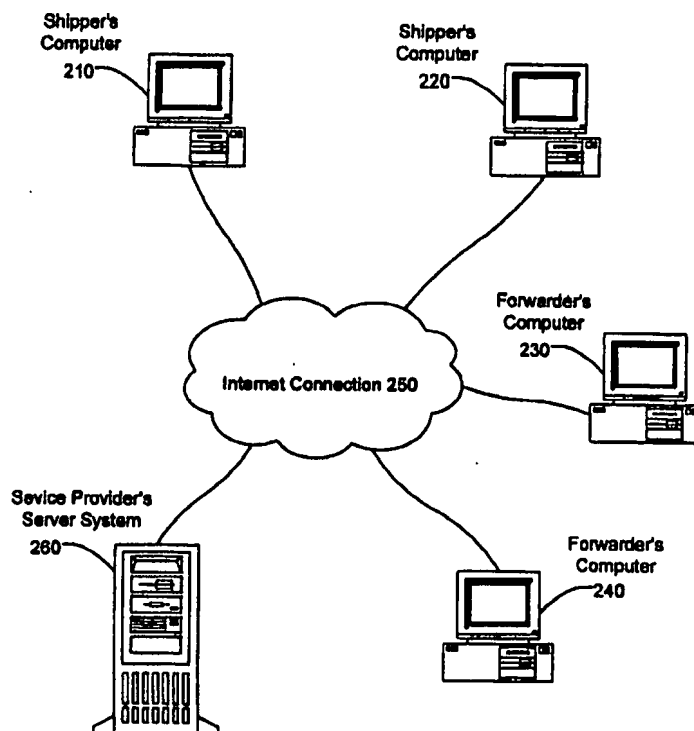 Shipper's
Computer
210
Shipper's
Computer
220
Forwarder's
Computer
230
Internet Connection 250
Sevice Provider's
Server System
260
Forwarder's
Computer
240